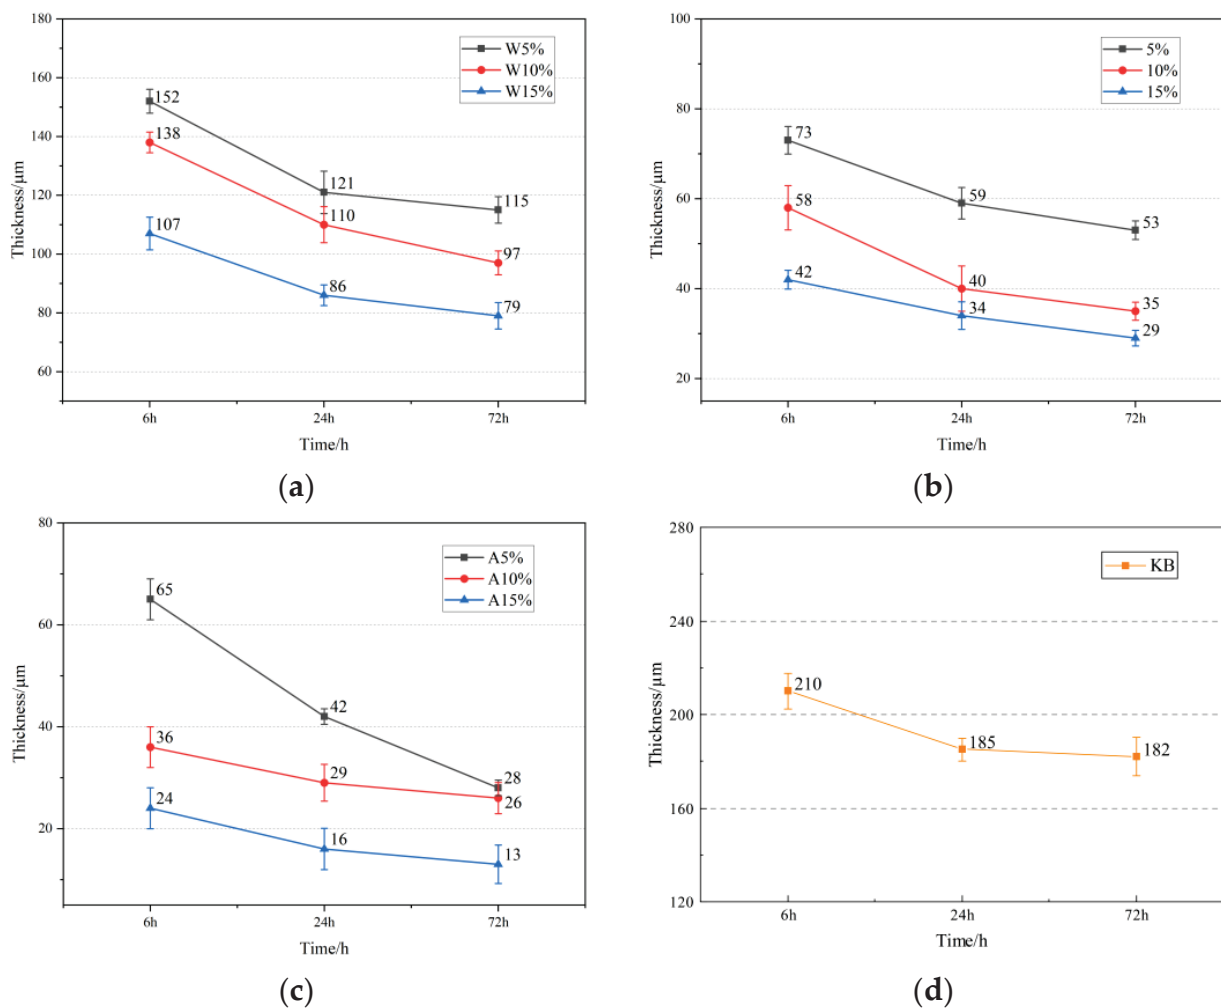 180
160
140
120
100
80
60
Thickness/μm
W5%
W10%
W15%
152
138
107
121
110
86
115
97
79
6h
24h
72h
Time/h
(a)
100
80
60
40
20
Thickness/μm
5%
10%
15%
73
58
42
59
40
34
53
35
29
6h
24h
72h
Time/h
(b)
80
60
40
20
Thickness/μm
A5%
A10%
A15%
65
36
24
42
29
16
28
26
13
6h
24h
72h
Time/h
(c)
280
240
200
160
120
Thickness/μm
KB
210
185
182
6h
24h
72h
Time/h
(d)